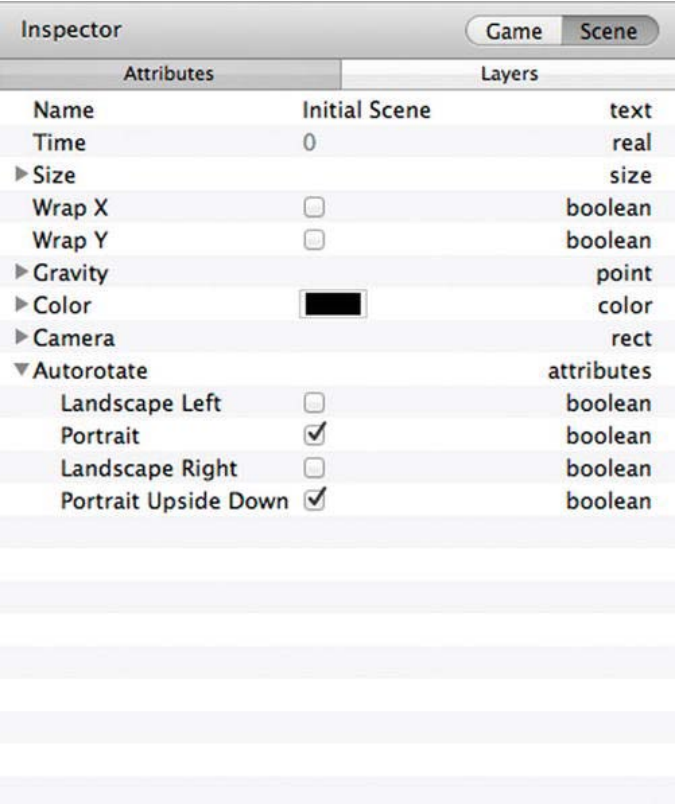 Inspector Game Scene
Attributes Layers
Name Initial Scene text
Time 0 real
Size size
Wrap X boolean
Wrap Y boolean
Gravity point
Color color
Camera rect
Autorotate attributes
Landscape Left boolean
Portrait boolean
Landscape Right boolean
Portrait Upside Down boolean